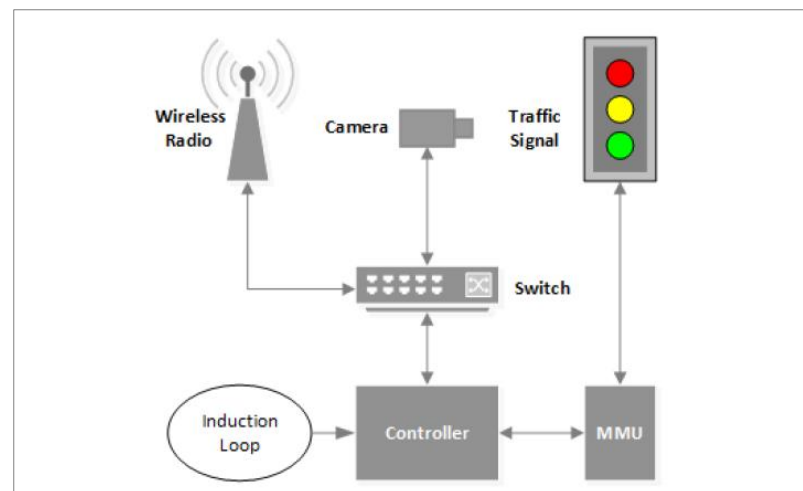 Wireless
Radio
Camera
Traffic
Signal
Switch
Induction
Loop
Controller
MMU